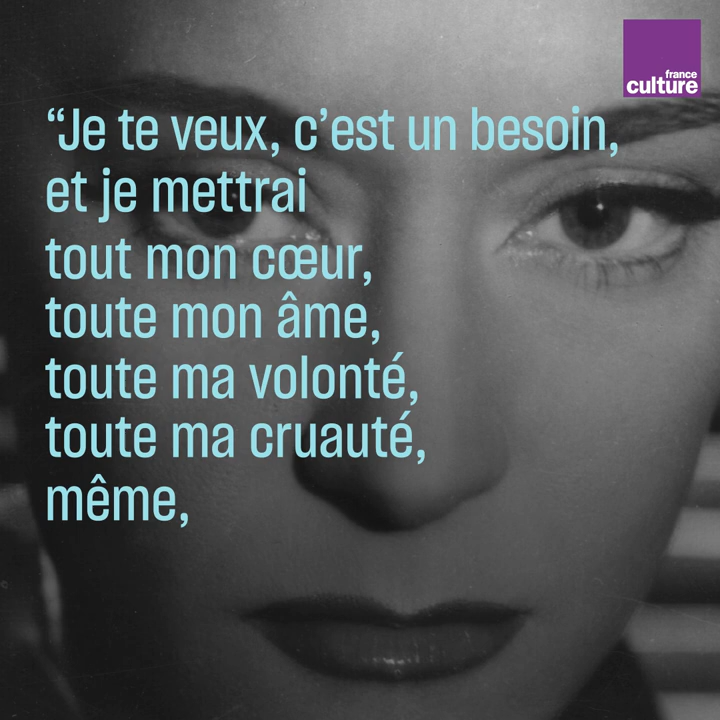 france
culture
“Je te veux, c’est un besoin,
et je mettrai
tout mon cœur,
toute mon âme,
toute ma volonté,
toute ma cruauté,
même,